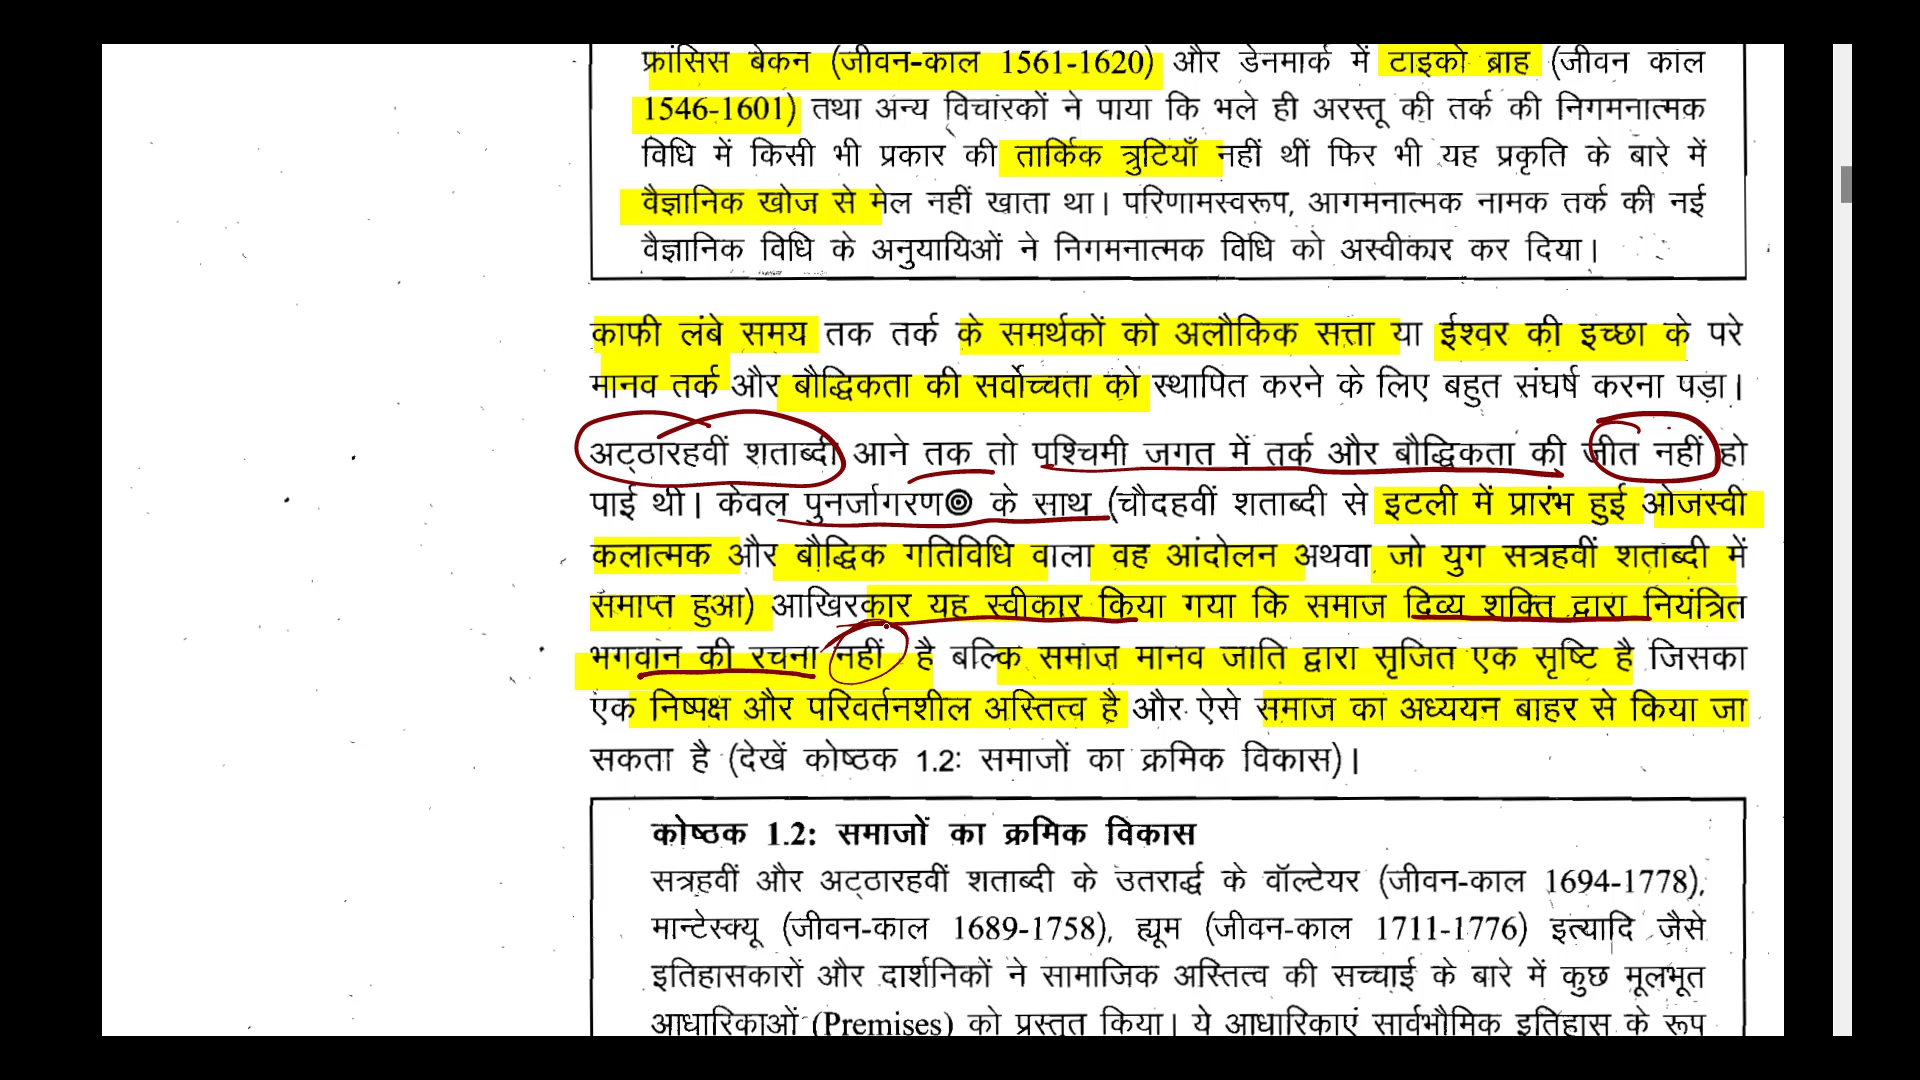 फ्रांसिस बेकन (जीवन-काल 1561-1620) और डेनमार्क में टाइको ब्राह (जीवन काल
1546-1601) तथा अन्य विचारकों ने पाया कि भले ही अरस्तू की तर्क की निगमनात्मक
विधि में किसी भी प्रकार की तार्किक त्रुटियाँ नहीं थीं फिर भी यह प्रकृति के बारे में
वैज्ञानिक खोज से मेल नहीं खाता था। परिणामस्वरूप, आगमनात्मक नामक तर्क की नई
वैज्ञानिक विधि के अनुयायिओं ने निगमनात्मक विधि को अस्वीकार कर दिया।
काफी लंबे समय तक तर्क के समर्थकों को अलौकिक सत्ता या ईश्वर की इच्छा के परे
मानव तर्क और बौद्धिकता की सर्वोच्चता को स्थापित करने के लिए बहुत संघर्ष करना पड़ा।
अट्ठारहवीं शताब्दी आने तक तो पश्चिमी जगत में तर्क और बौद्धिकता की जीत नहीं हो
पाई थी। केवल पुनर्जागरण◎ के साथ (चौदहवीं शताब्दी से इटली में प्रारंभ हुई ओजस्वी
कलात्मक और बौद्धिक गतिविधि वाला वह आंदोलन अथवा जो युग सत्रहवीं शताब्दी में
समाप्त हुआ) आखिरकार यह स्वीकार किया गया कि समाज दिव्य शक्ति द्वारा नियंत्रित
भगवान की रचना नहीं है बल्कि समाज मानव जाति द्वारा सृजित एक सृष्टि है जिसका
एक निष्पक्ष और परिवर्तनशील अस्तित्व है और ऐसे समाज का अध्ययन बाहर से किया जा
सकता है (देखें कोष्ठक 1.2: समाजों का क्रमिक विकास)।
कोष्ठक 1.2: समाजों का क्रमिक विकास
सत्रहवीं और अट्ठारहवीं शताब्दी के उतरार्द्ध के वॉल्टेयर (जीवन-काल 1694-1778),
मान्टेस्क्यू (जीवन-काल 1689-1758), ह्यूम (जीवन-काल 1711-1776) इत्यादि जैसे
इतिहासकारों और दार्शनिकों ने सामाजिक अस्तित्व की सच्चाई के बारे में कुछ मूलभूत
आधारिकाओं (Premises) को प्रस्तुत किया। ये आधारिकाएं सार्वभौमिक इतिहास के रूप